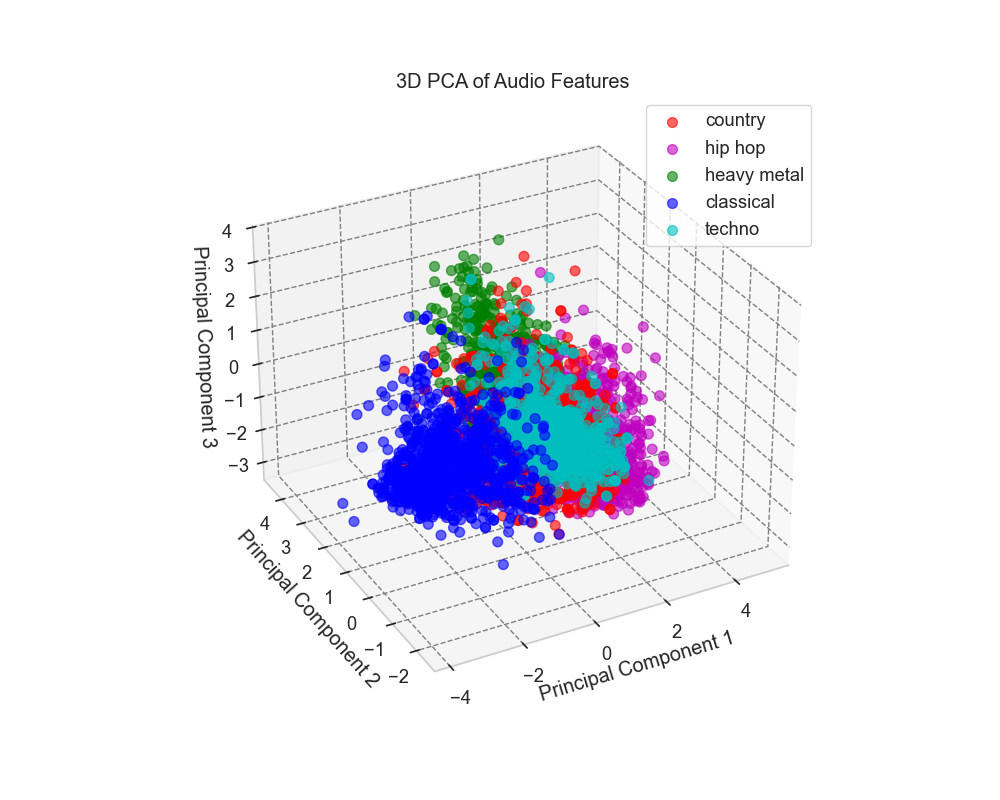 3D PCA of Audio Features
country
hip hop
heavy metal
classical
techno
4
3
2
1
0
−1
−2
−3
Principal Component 3
4
3
2
1
0
−1
−2
Principal Component 2
−4
−2
0
2
4
Principal Component 1